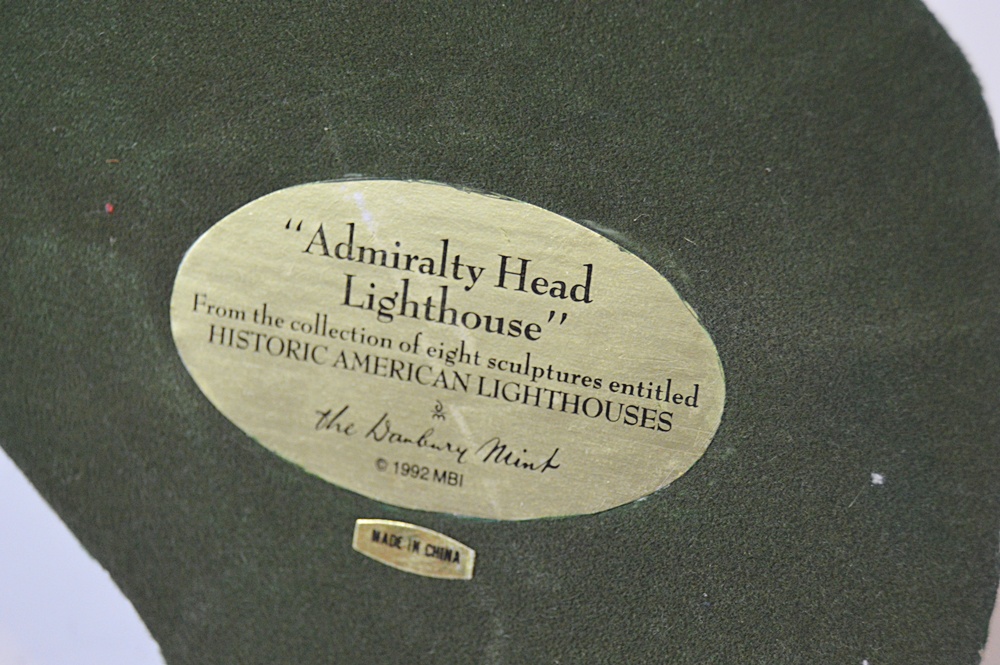 “Admiralty Head
Lighthouse”
From the collection of eight sculptures entitled
HISTORIC AMERICAN LIGHTHOUSES
the Danbury Mint
© 1992 MBI
MADE IN CHINA